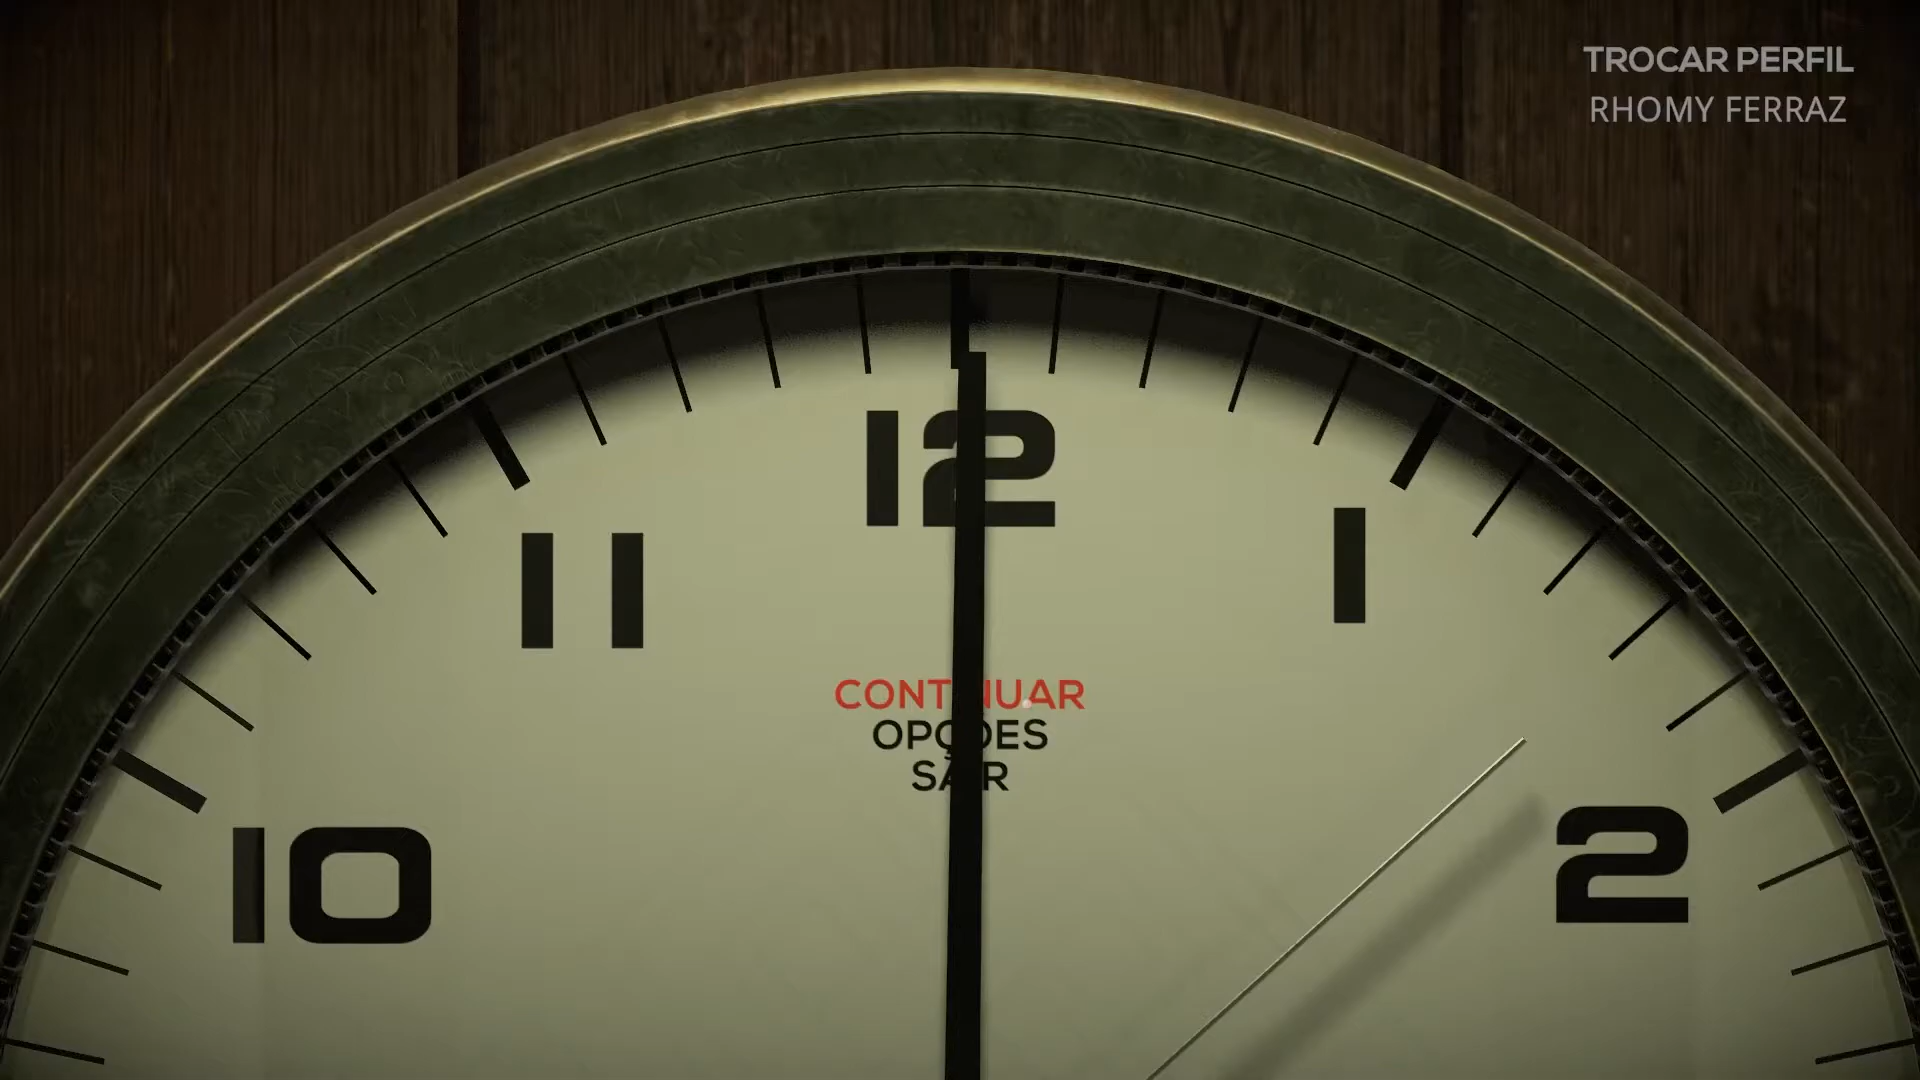 TROCAR PERFIL
RHOMY FERRAZ
12
11
1
CONTINUAR
OPÇÕES
SAIR
10
2